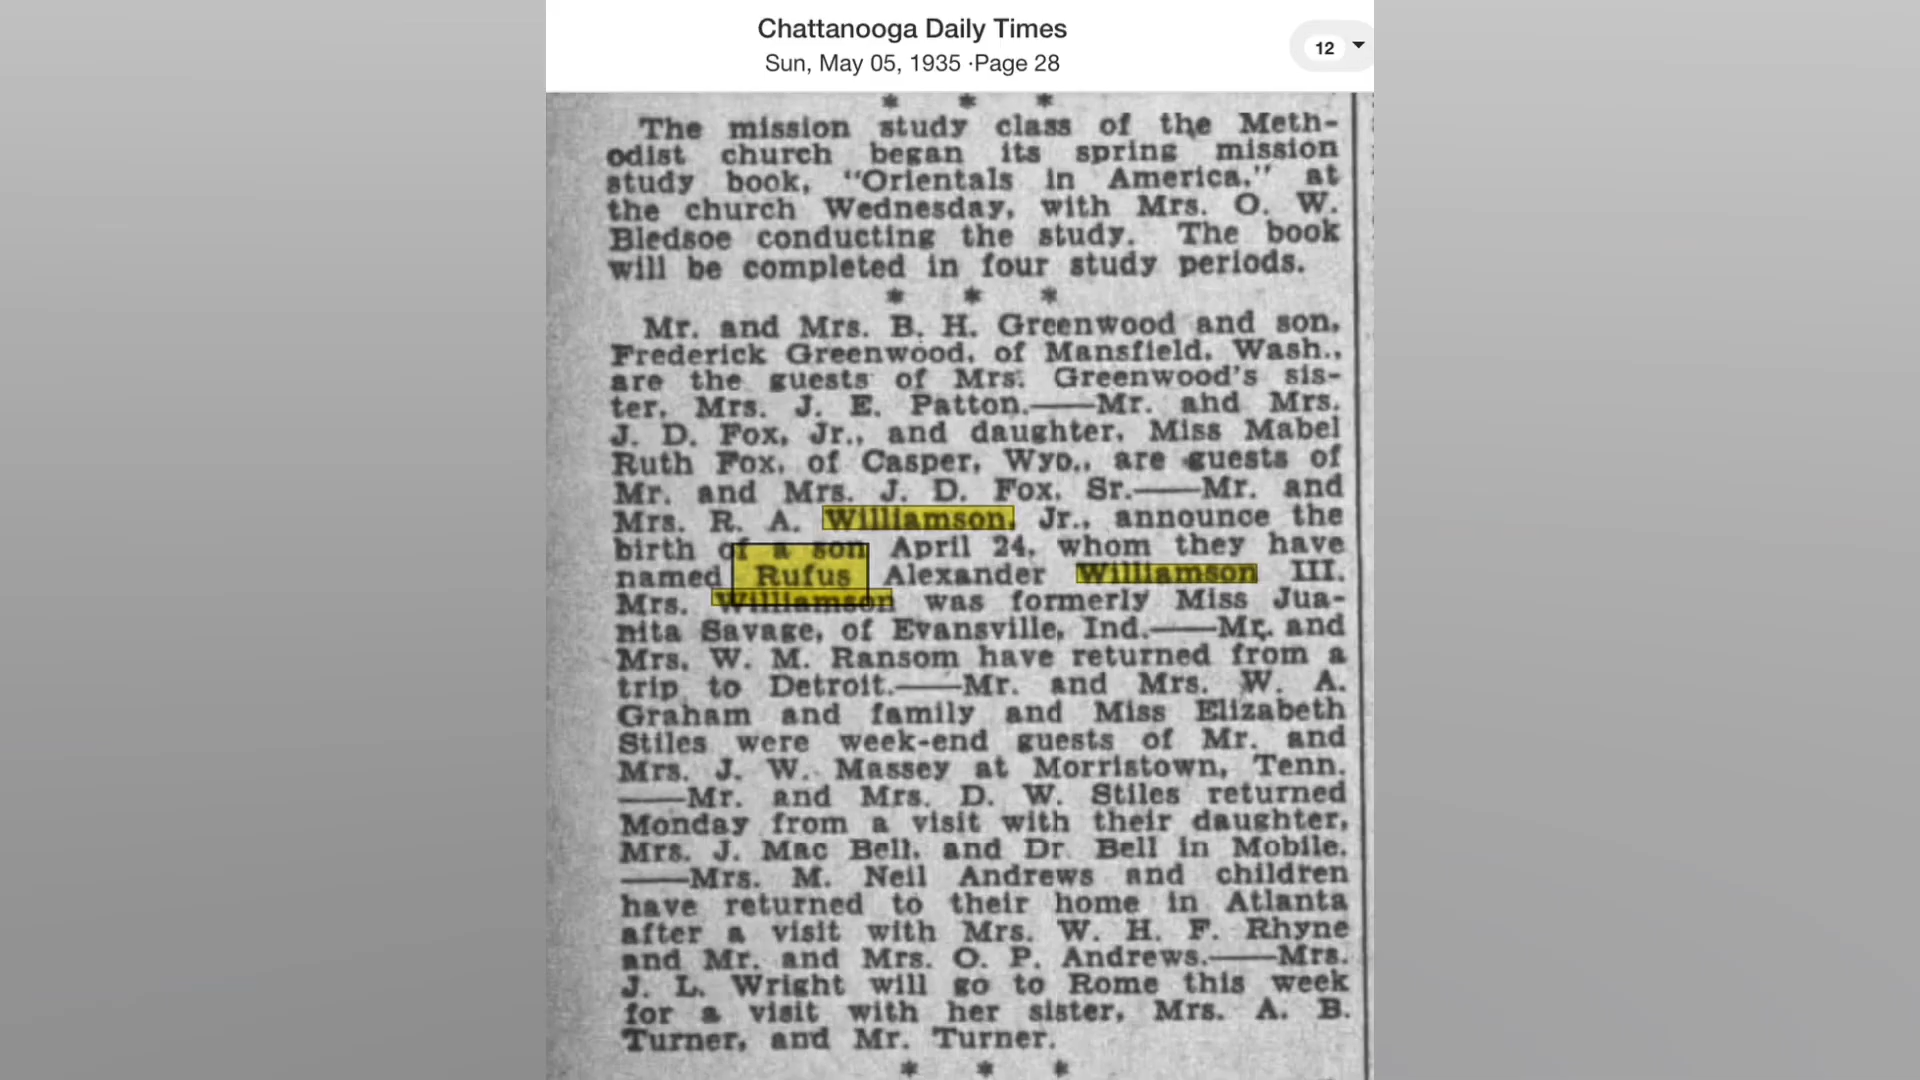 Chattanooga Daily Times
Sun, May 05, 1935 ·Page 28
12
* * *
The mission study class of the Meth-
odist church began its spring mission
study book, "Orientals in America," at
the church Wednesday, with Mrs. O. W.
Bledsoe conducting the study. The book
will be completed in four study periods.
* * *
Mr. and Mrs. B. H. Greenwood and son,
Frederick Greenwood, of Mansfield, Wash.,
are the guests of Mrs. Greenwood's sis-
ter, Mrs. J. E. Patton.——Mr. and Mrs.
J. D. Fox, Jr., and daughter, Miss Mabel
Ruth Fox, of Casper, Wyo., are guests of
Mr. and Mrs. J. D. Fox, Sr.——Mr. and
Mrs. R. A. Williamson, Jr., announce the
birth of a son April 24, whom they have
named Rufus Alexander Williamson III.
Mrs. Williamson was formerly Miss Jua-
nita Savage, of Evansville, Ind.——Mr. and
Mrs. W. M. Ransom have returned from a
trip to Detroit.——Mr. and Mrs. W. A.
Graham and family and Miss Elizabeth
Stiles were week-end guests of Mr. and
Mrs. J. W. Massey at Morristown, Tenn.
——Mr. and Mrs. D. W. Stiles returned
Monday from a visit with their daughter,
Mrs. J. Mac Bell, and Dr. Bell in Mobile.
——Mrs. M. Neil Andrews and children
have returned to their home in Atlanta
after a visit with Mrs. W. H. F. Rhyne
and Mr. and Mrs. O. P. Andrews.——Mrs.
J. L. Wright will go to Rome this week
for a visit with her sister, Mrs. A. B.
Turner, and Mr. Turner.
* * *